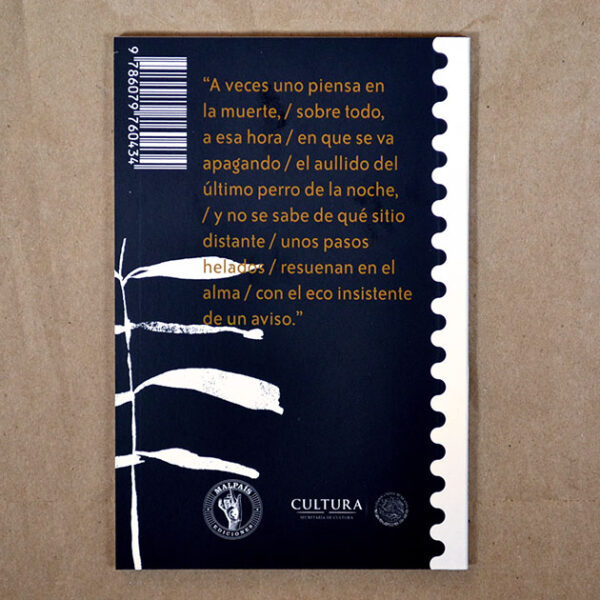 9 786079 760434
“A veces uno piensa en
la muerte, / sobre todo,
a esa hora / en que se va
apagando / el aullido del
último perro de la noche,
/ y no se sabe de qué sitio
distante / unos pasos
helados / resuenan en el
alma / con el eco insistente
de un aviso.”
MALPAÍS
EDICIONES
CULTURA
SECRETARÍA DE CULTURA